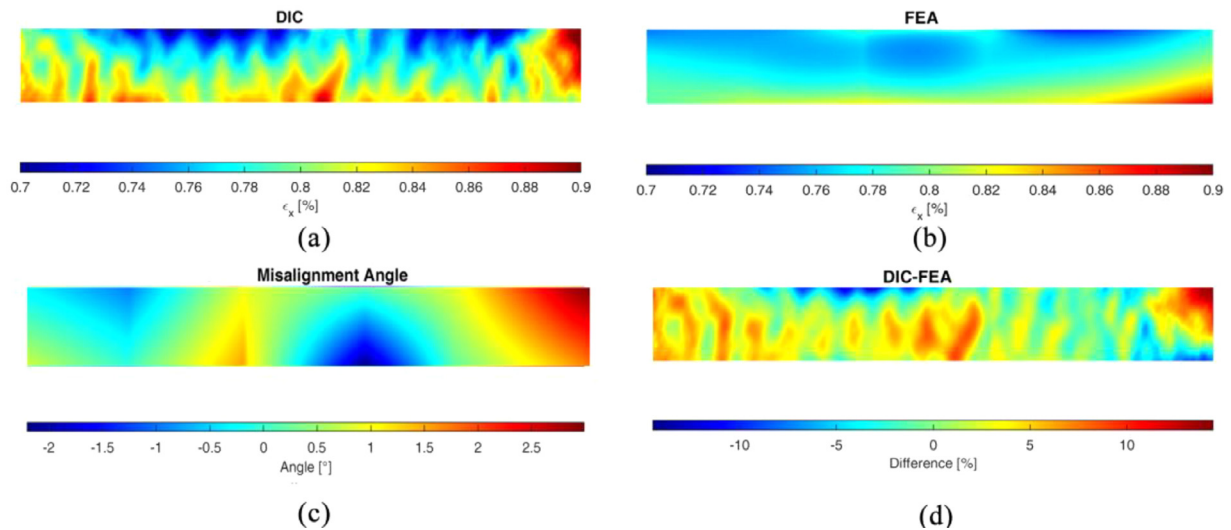 DIC
0.7 0.72 0.74 0.76 0.78 0.8 0.82 0.84 0.86 0.88 0.9
ϵx [%]
(a)
FEA
0.7 0.72 0.74 0.76 0.78 0.8 0.82 0.84 0.86 0.88 0.9
ϵx [%]
(b)
Misalignment Angle
-2 -1.5 -1 -0.5 0 0.5 1 1.5 2 2.5
Angle [°]
(c)
DIC-FEA
-10 -5 0 5 10
Difference [%]
(d)